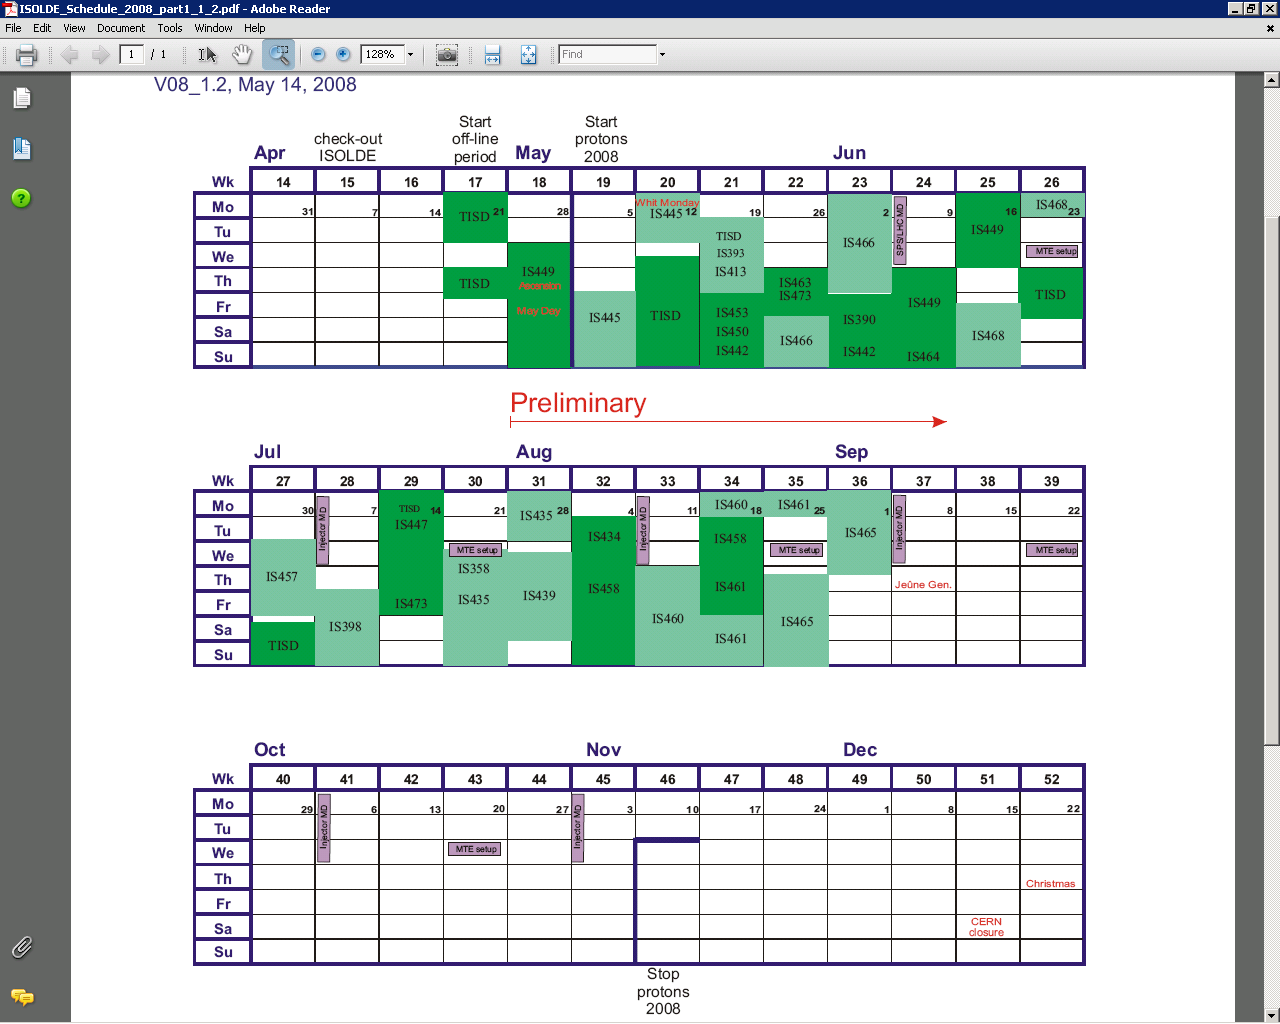 ISOLDE_Schedule_2008_part1_1_2.pdf - Adobe Reader
File Edit View Document Tools Window Help
1 / 1 128% Find
V08_1.2, May 14, 2008
check-out ISOLDE
Start off-line period
Start protons 2008
Apr May Jun
Wk 14 15 16 17 18 19 20 21 22 23 24 25 26
Mo 31 7 14 TISD 21 28 5 Whit Monday IS445 12 19 26 2 9 16 IS468 23
Tu TISD IS466 SPS/LHC MD IS449
We IS393 MTE setup
Th TISD IS449 Ascension IS413 IS463 IS473 TISD
Fr May Day IS445 TISD IS453 IS390 IS449
Sa IS450 IS466 IS468
Su IS442 IS442 IS464
Preliminary
Jul Aug Sep
Wk 27 28 29 30 31 32 33 34 35 36 37 38 39
Mo 30 7 TISD 14 21 IS435 28 4 11 IS460 18 IS461 25 1 8 15 22
Tu Injector MD IS447 IS434 Injector MD IS458 IS465 Injector MD
We MTE setup MTE setup MTE setup
Th IS457 IS358 IS439 IS458 IS461 Jeûne Gen.
Fr IS473 IS435 IS460 IS465
Sa IS398 IS461
Su TISD
Oct Nov Dec
Wk 40 41 42 43 44 45 46 47 48 49 50 51 52
Mo 29 6 13 20 27 3 10 17 24 1 8 15 22
Tu Injector MD Injector MD
We MTE setup
Th Christmas
Fr
Sa CERN closure
Su
Stop
protons
2008